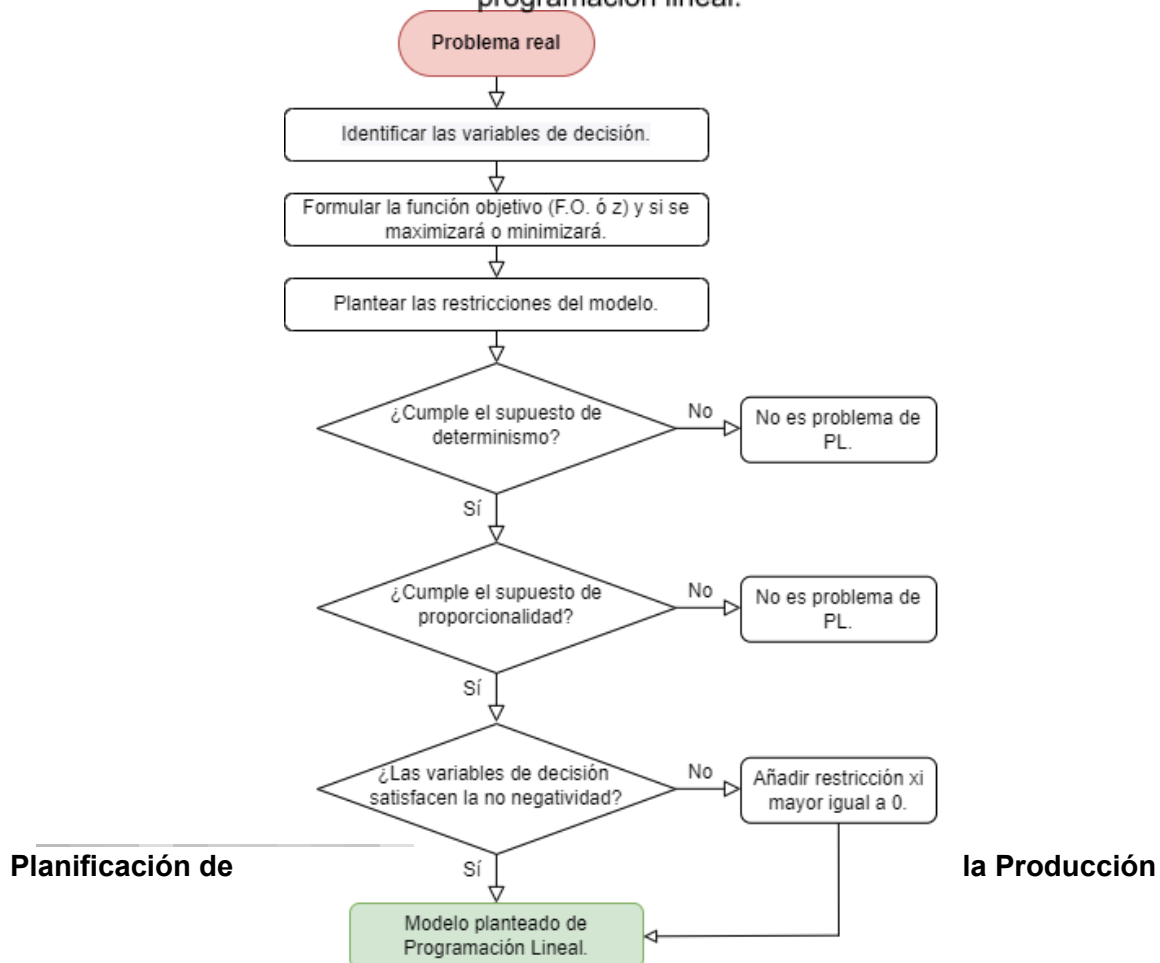 programación lineal.
Problema real
Identificar las variables de decisión.
Formular la función objetivo (F.O. ó z) y si se
maximizará o minimizará.
Plantear las restricciones del modelo.
¿Cumple el supuesto de
determinismo?
No
No es problema de
PL.
Sí
¿Cumple el supuesto de
proporcionalidad?
No
No es problema de
PL.
Sí
¿Las variables de decisión
satisfacen la no negatividad?
No
Añadir restricción xi
mayor igual a 0.
Planificación de
la Producción
Sí
Modelo planteado de
Programación Lineal.